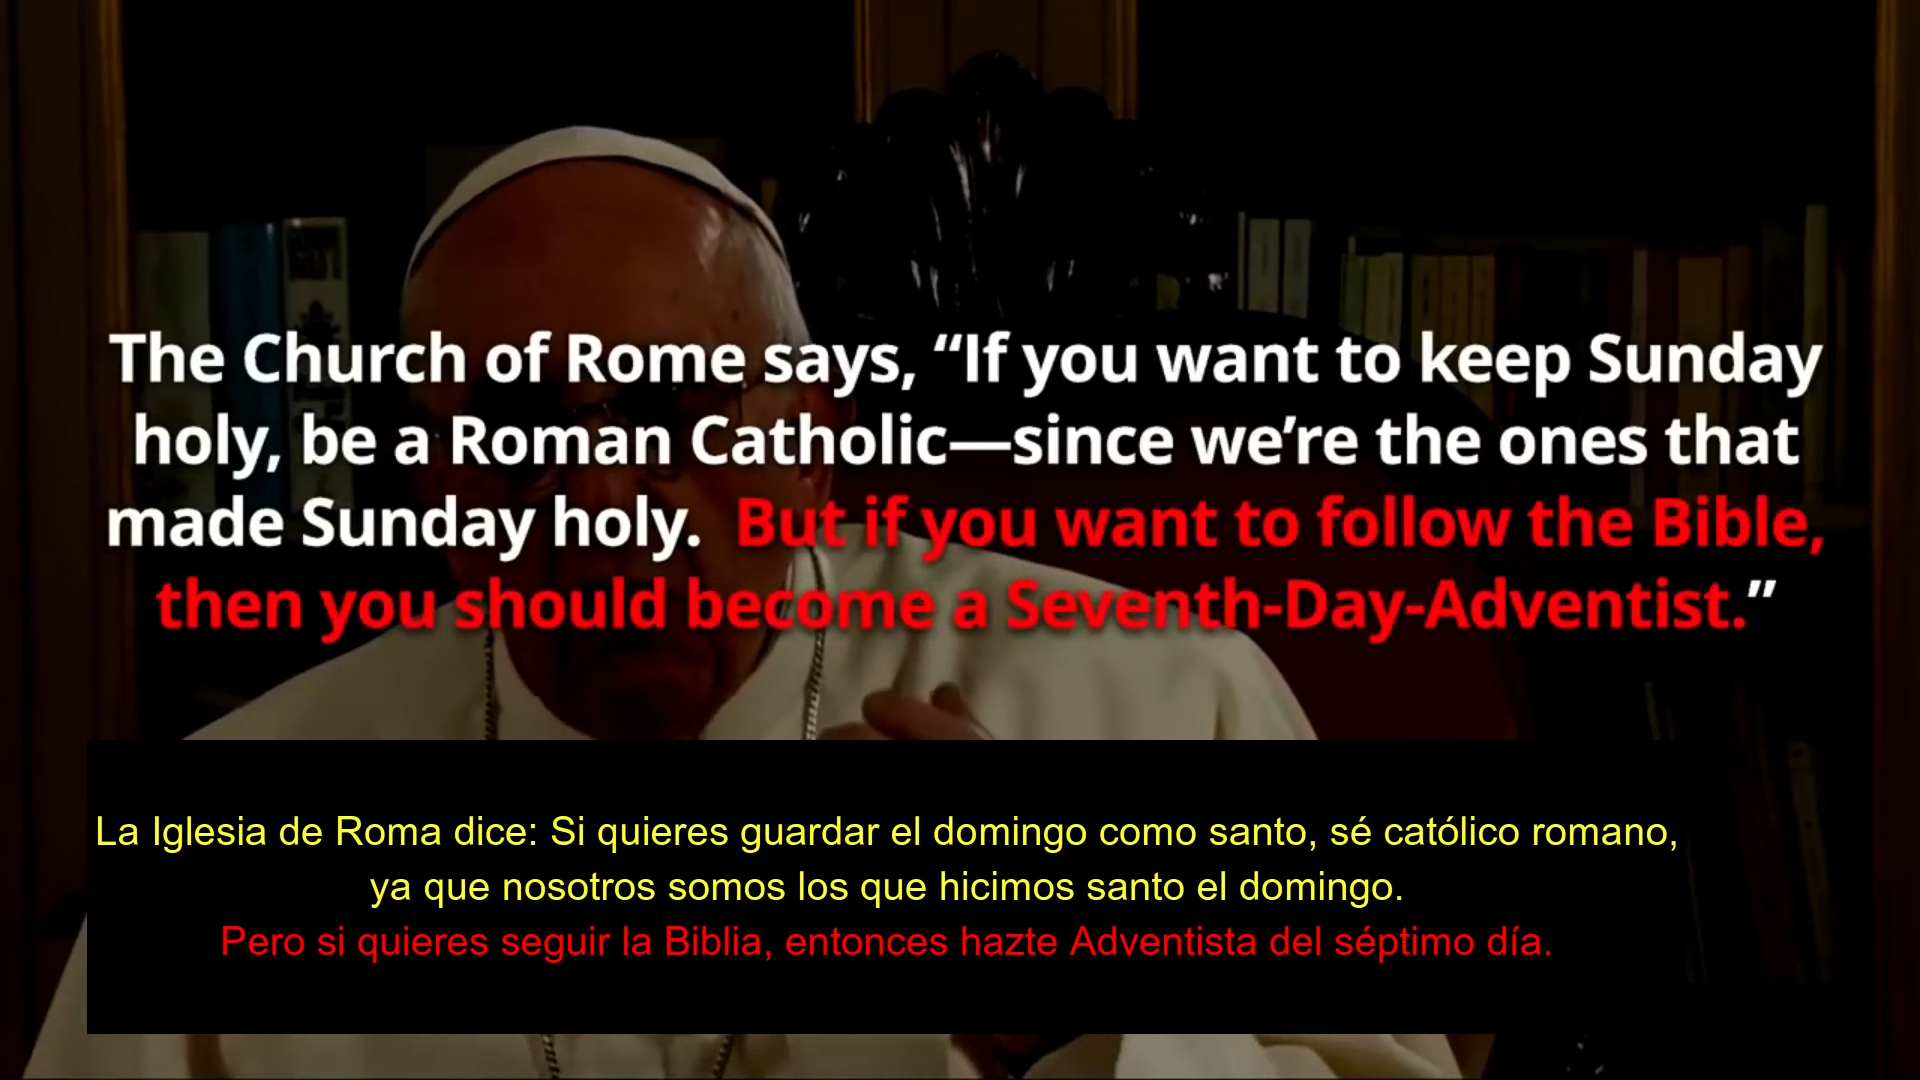 The Church of Rome says, “If you want to keep Sunday
holy, be a Roman Catholic—since we’re the ones that
made Sunday holy.  But if you want to follow the Bible,
then you should become a Seventh-Day-Adventist.”
La Iglesia de Roma dice: Si quieres guardar el domingo como santo, sé católico romano,
ya que nosotros somos los que hicimos santo el domingo.
Pero si quieres seguir la Biblia, entonces hazte Adventista del séptimo día.